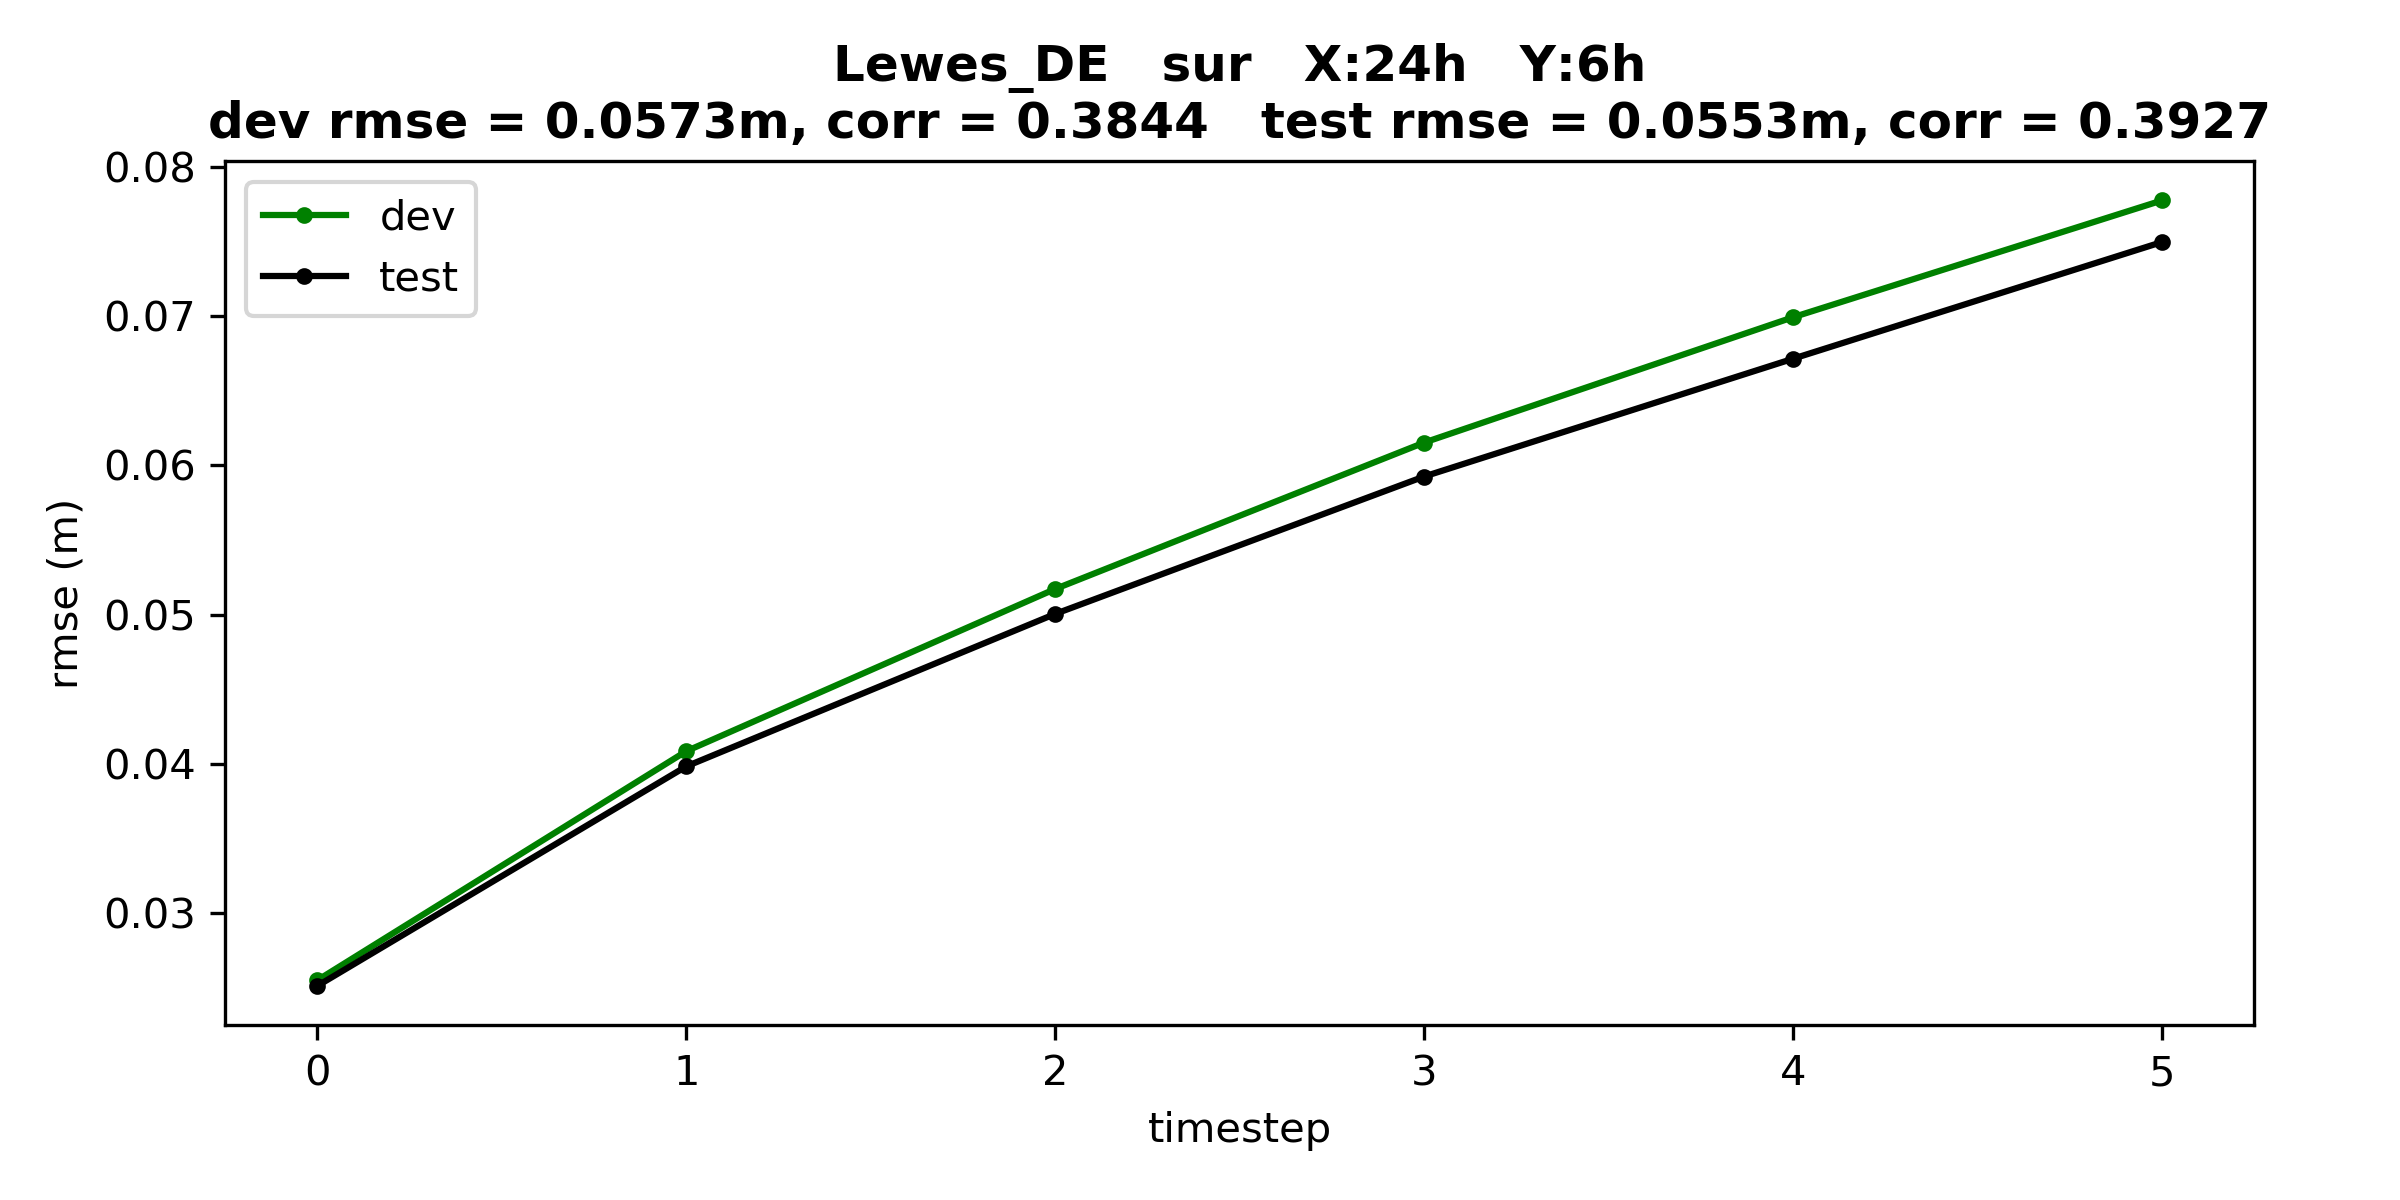 Lewes_DE   sur   X:24h   Y:6h
dev rmse = 0.0573m, corr = 0.3844   test rmse = 0.0553m, corr = 0.3927
dev
test
0.08
0.07
0.06
0.05
0.04
0.03
rmse (m)
0 1 2 3 4 5
timestep